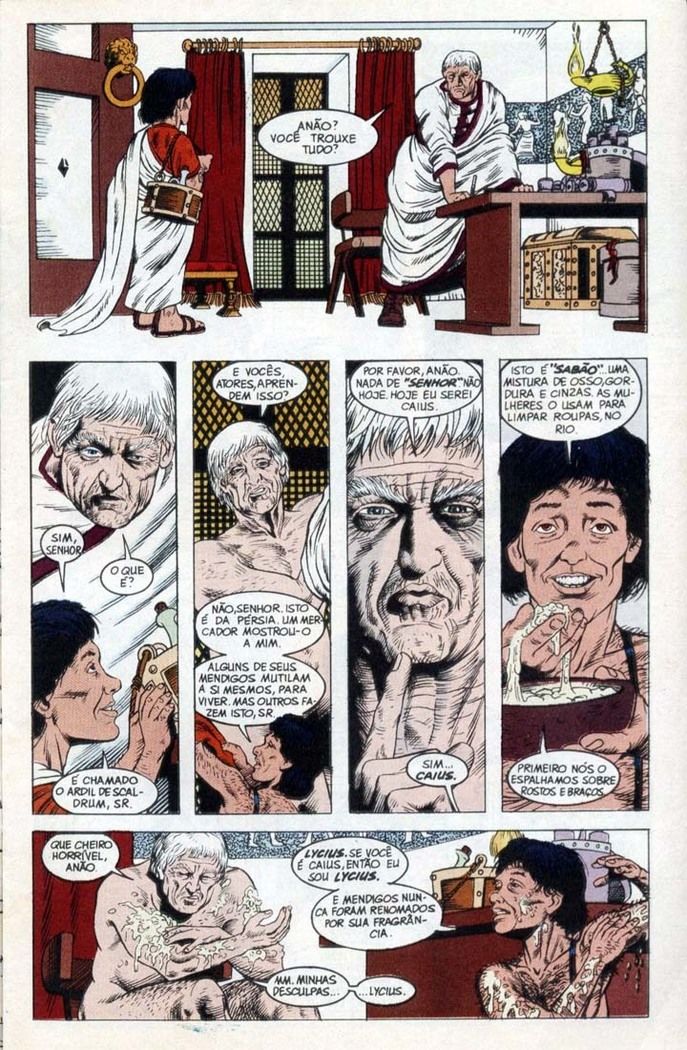 ANÃO?
VOCÊ TROUXE
TUDO?
SIM,
SENHOR
O QUE
É?
É CHAMADO
O ARDIL DE SCAL-
DRUM, SR.
E VOCÊS,
ATORES, APREN-
DEM ISSO?
NÃO, SENHOR. ISTO
É DA PÉRSIA. UM MER-
CADOR MOSTROU-O
A MIM.
ALGUNS DE SEUS
MENDIGOS MUTILAM
A SI MESMOS, PARA
VIVER. MAS OUTROS FA-
ZEM ISTO, SR.
POR FAVOR, ANÃO.
NADA DE "SENHOR" NÃO
HOJE. HOJE EU SEREI
CAIUS.
SIM...
CAIUS.
ISTO É "SABÃO"... UMA
MISTURA DE OSSO, GOR-
DURA E CINZAS. AS MU-
LHERES O USAM PARA
LIMPAR ROUPAS, NO
RIO.
PRIMEIRO NÓS O
ESPALHAMOS SOBRE
ROSTOS E BRAÇOS.
QUE CHEIRO
HORRÍVEL,
ANÃO.
LYCIUS. SE VOCÊ
É CAIUS, ENTÃO EU
SOU LYCIUS.
E MENDIGOS NUN-
CA FORAM RENOMADOS
POR SUA FRAGRÂN-
CIA.
MM. MINHAS
DESCULPAS...
...LYCIUS.